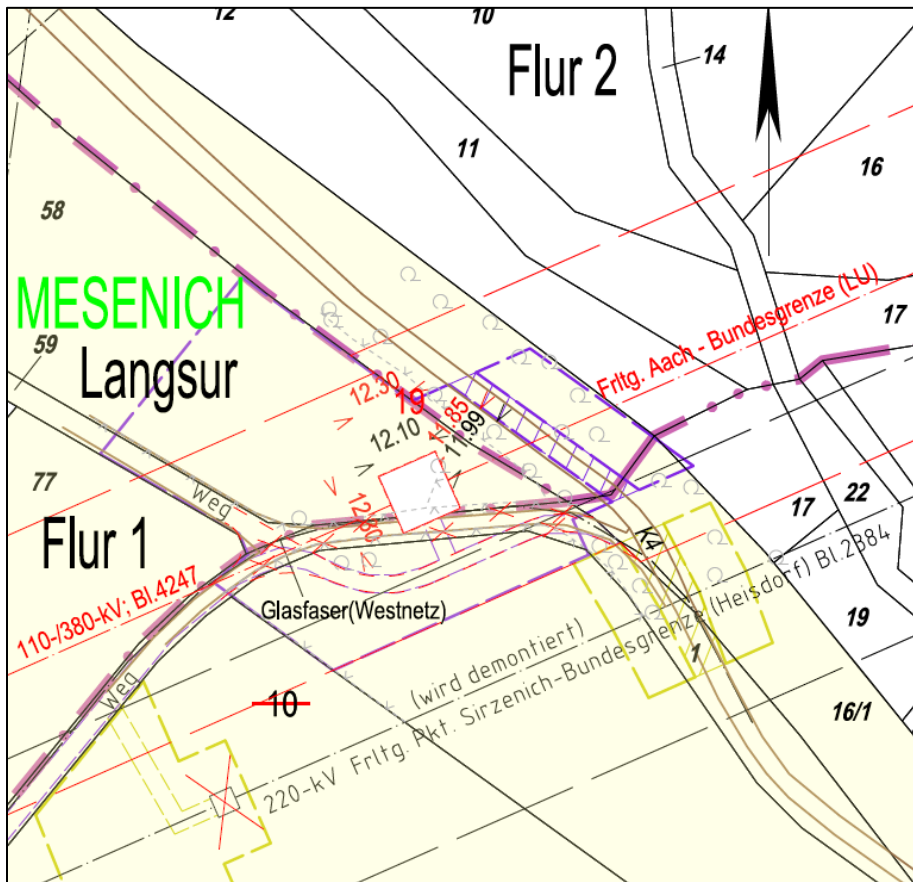 12
10
Flur 2
14
11
16
58
MESENICH
Frltg. Aach - Bundesgrenze (LU)
17
59
Langsur
12.30
19
11.85
12.10
11.99
77
Weg
Flur 1
12.80
17
22
K4
110-/380-kV; Bl.4247
Glasfaser(Westnetz)
(wird demontiert)
220-kV Frltg. Pkt. Sirzenich-Bundesgrenze (Heisdorf) Bl.2384
19
Weg
1
10
16/1